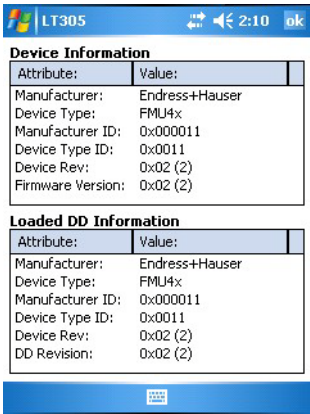 LT305 2:10 ok
Device Information
Attribute: Value:
Manufacturer: Endress+Hauser
Device Type: FMU4x
Manufacturer ID: 0x000011
Device Type ID: 0x0011
Device Rev: 0x02 (2)
Firmware Version: 0x02 (2)
Loaded DD Information
Attribute: Value:
Manufacturer: Endress+Hauser
Device Type: FMU4x
Manufacturer ID: 0x000011
Device Type ID: 0x0011
Device Rev: 0x02 (2)
DD Revision: 0x02 (2)